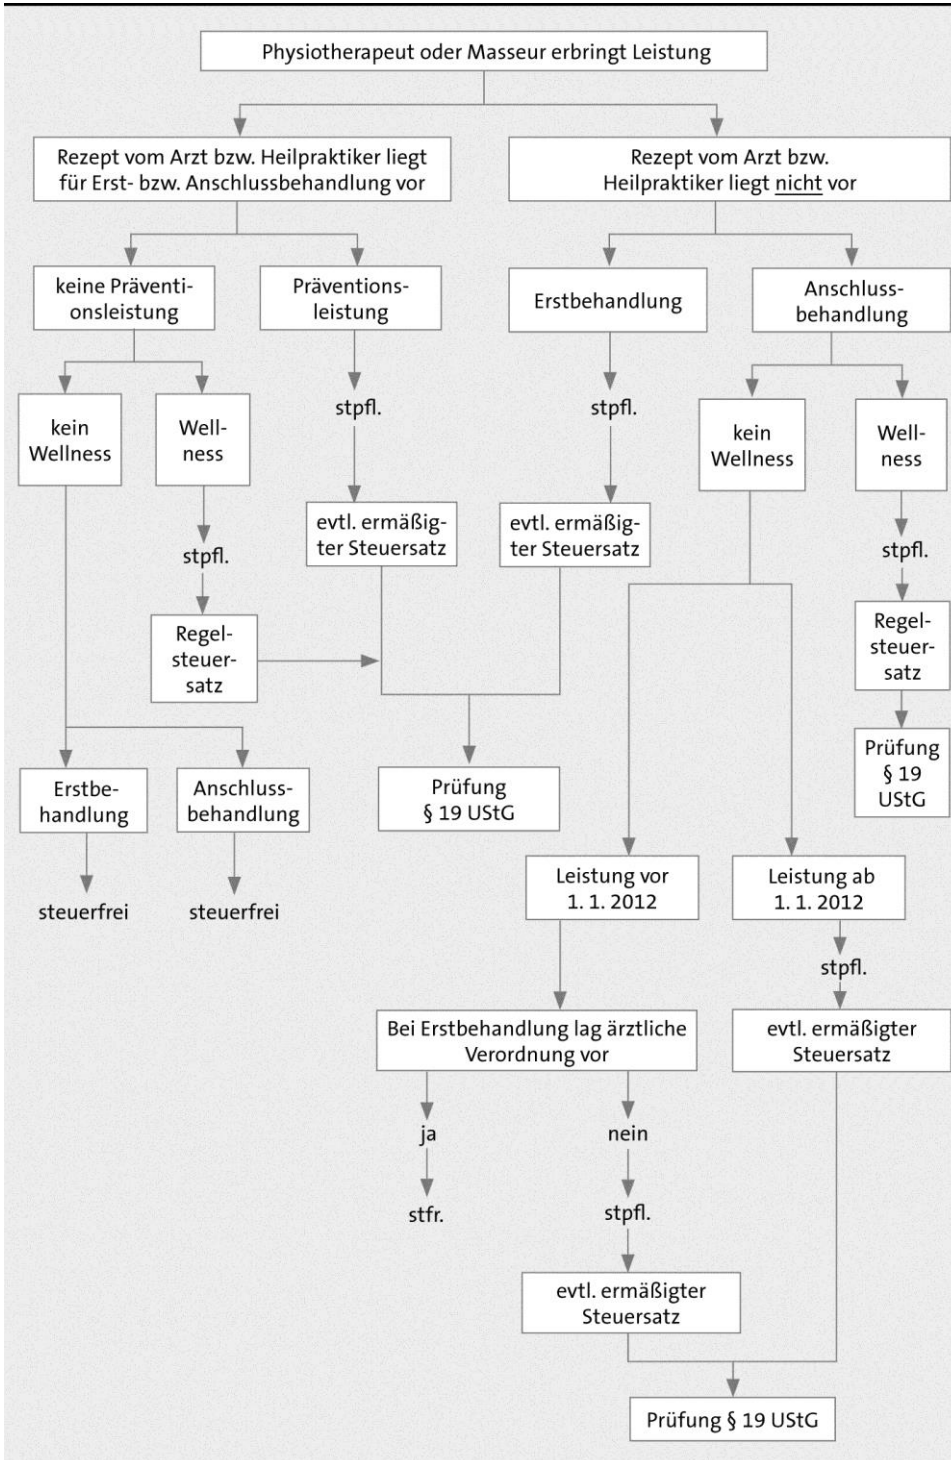 Physiotherapeut oder Masseur erbringt Leistung
Rezept vom Arzt bzw. Heilpraktiker liegt
für Erst- bzw. Anschlussbehandlung vor
Rezept vom Arzt bzw.
Heilpraktiker liegt nicht vor
keine Präventi-
onsleistung
Präventions-
leistung
Erstbehandlung
Anschluss-
behandlung
kein
Wellness
Well-
ness
stpfl.
stpfl.
kein
Wellness
Well-
ness
evtl. ermäßig-
ter Steuersatz
evtl. ermäßig-
ter Steuersatz
stpfl.
stpfl.
Regel-
steuer-
satz
Regel-
steuer-
satz
Erstbe-
handlung
Anschluss-
behandlung
Prüfung
§ 19 UStG
Prüfung
§ 19
UStG
steuerfrei
steuerfrei
Leistung vor
1. 1. 2012
Leistung ab
1. 1. 2012
stpfl.
Bei Erstbehandlung lag ärztliche
Verordnung vor
evtl. ermäßigter
Steuersatz
ja
nein
stfr.
stpfl.
evtl. ermäßigter
Steuersatz
Prüfung § 19 UStG